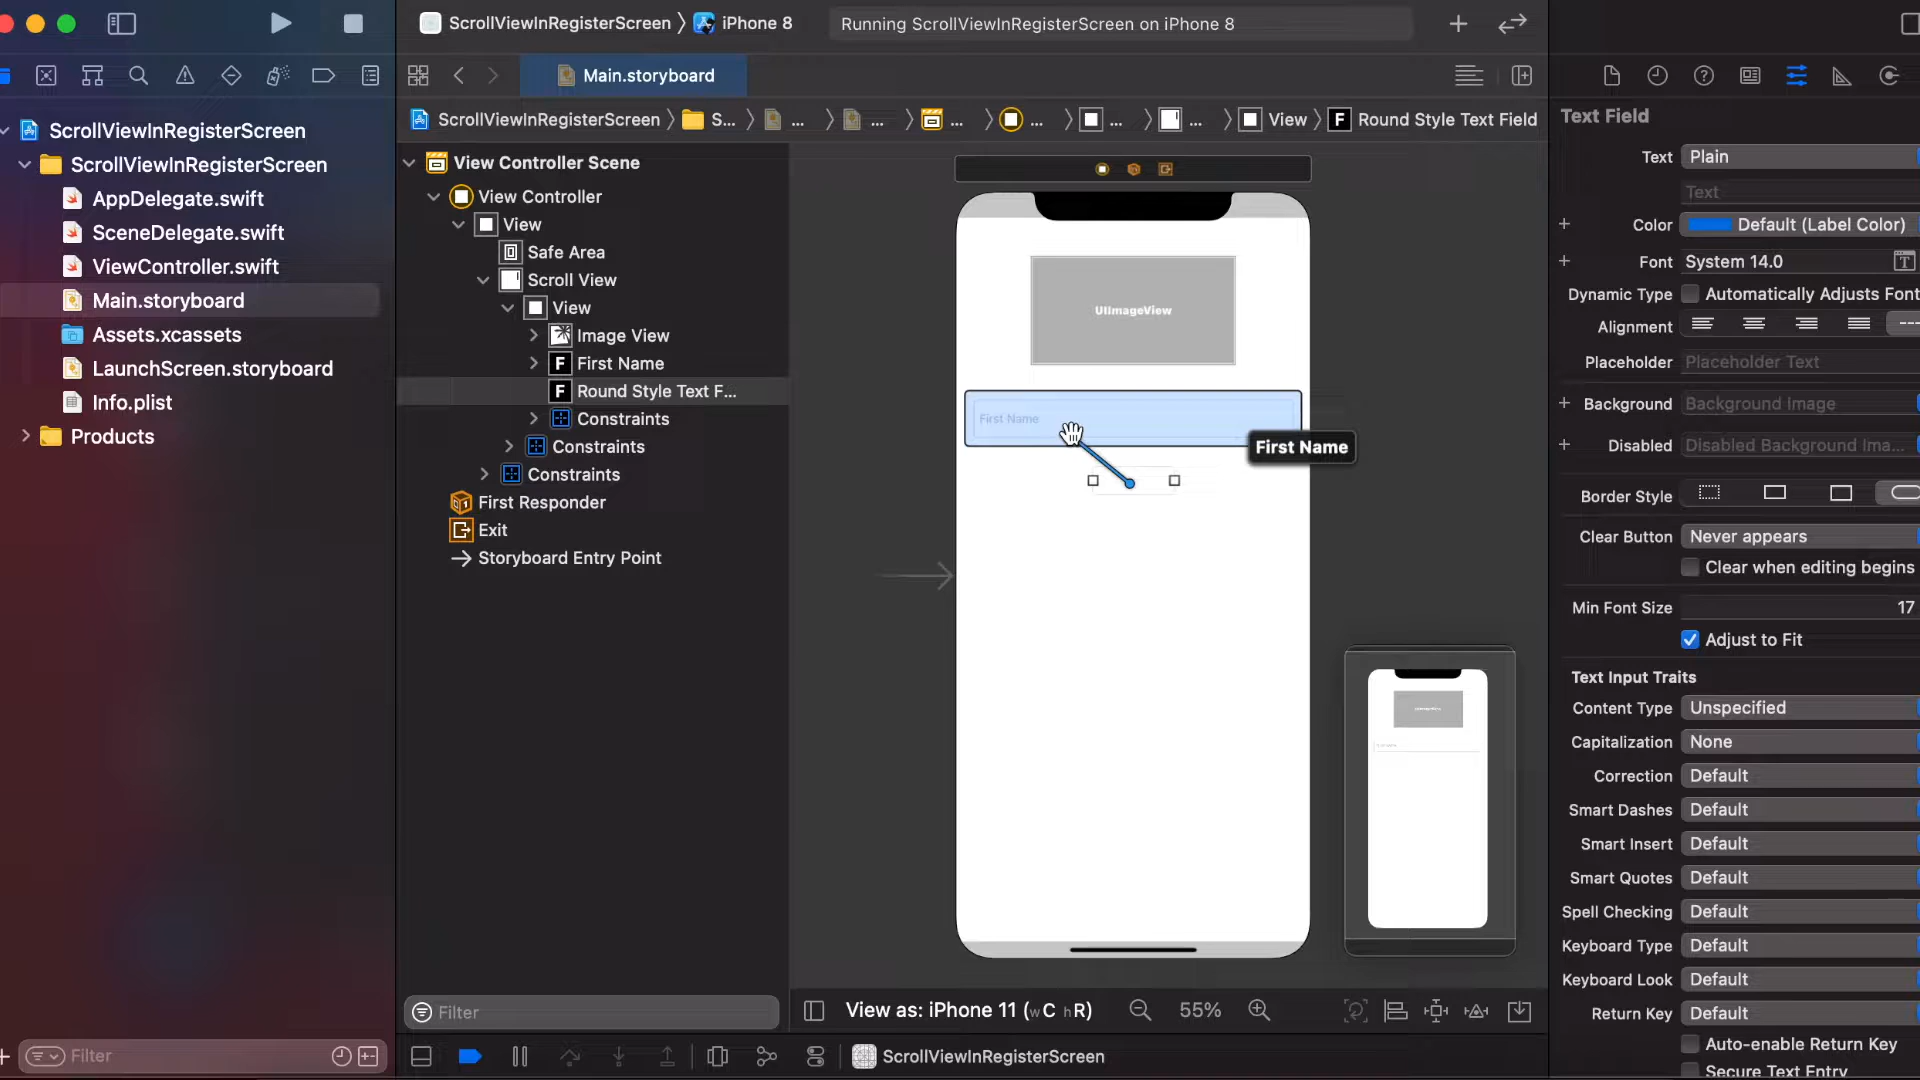 ScrollViewInRegisterScreen
iPhone 8
Running ScrollViewInRegisterScreen on iPhone 8
Main.storyboard
ScrollViewInRegisterScreen
S...
...
...
...
...
...
...
View
F
Round Style Text Field
ScrollViewInRegisterScreen
ScrollViewInRegisterScreen
AppDelegate.swift
SceneDelegate.swift
ViewController.swift
Main.storyboard
Assets.xcassets
LaunchScreen.storyboard
Info.plist
Products
Filter
View Controller Scene
View Controller
View
Safe Area
Scroll View
View
Image View
F First Name
F Round Style Text F...
Constraints
Constraints
Constraints
First Responder
Exit
Storyboard Entry Point
Filter
UIImageView
First Name
First Name
View as: iPhone 11 (wC hR)
55%
ScrollViewInRegisterScreen
Text Field
Text Plain
Text
Color Default (Label Color)
Font System 14.0
Dynamic Type Automatically Adjusts Font
Alignment
Placeholder Placeholder Text
Background Background Image
Disabled Disabled Background Ima...
Border Style
Clear Button Never appears
Clear when editing begins
Min Font Size 17
Adjust to Fit
Text Input Traits
Content Type Unspecified
Capitalization None
Correction Default
Smart Dashes Default
Smart Insert Default
Smart Quotes Default
Spell Checking Default
Keyboard Type Default
Keyboard Look Default
Return Key Default
Auto-enable Return Key
Secure Text Entry